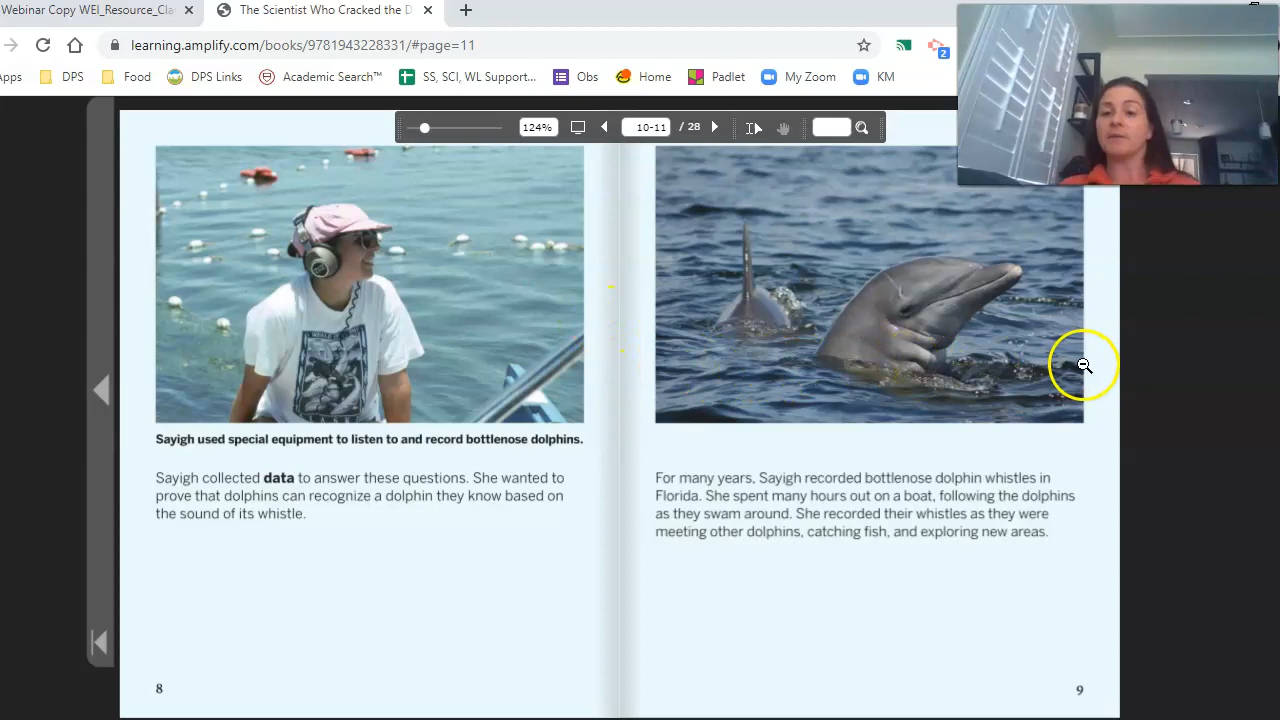 Webinar Copy WEI_Resource_Cla
The Scientist Who Cracked the D
learning.amplify.com/books/9781943228331/#page=11
2
Apps
DPS
Food
DPS Links
Academic Search™
SS, SCI, WL Support...
Obs
Home
Padlet
My Zoom
KM
124%
10-11 / 28
Sayigh used special equipment to listen to and record bottlenose dolphins.
Sayigh collected data to answer these questions. She wanted to
prove that dolphins can recognize a dolphin they know based on
the sound of its whistle.
8
For many years, Sayigh recorded bottlenose dolphin whistles in
Florida. She spent many hours out on a boat, following the dolphins
as they swam around. She recorded their whistles as they were
meeting other dolphins, catching fish, and exploring new areas.
9